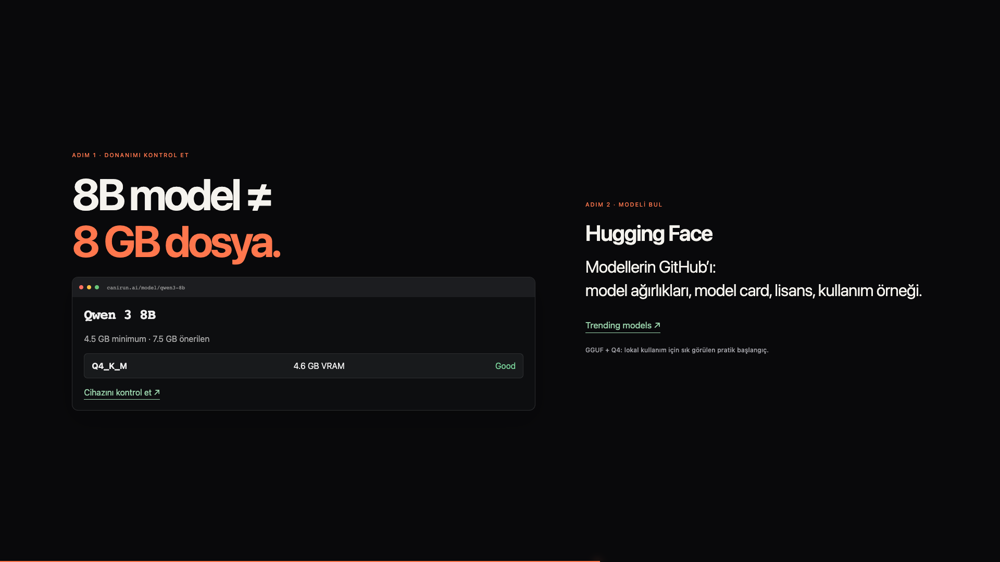 ADIM 1 · DONANIMI KONTROL ET
8B model ≠
8 GB dosya.
canirun.ai/model/qwen3-8b
Qwen 3 8B
4.5 GB minimum · 7.5 GB önerilen
Q4_K_M 4.6 GB VRAM Good
Cihazını kontrol et ↗
ADIM 2 · MODELİ BUL
Hugging Face
Modellerin GitHub’ı:
model ağırlıkları, model card, lisans, kullanım örneği.
Trending models ↗
GGUF + Q4: lokal kullanım için sık görülen pratik başlangıç.